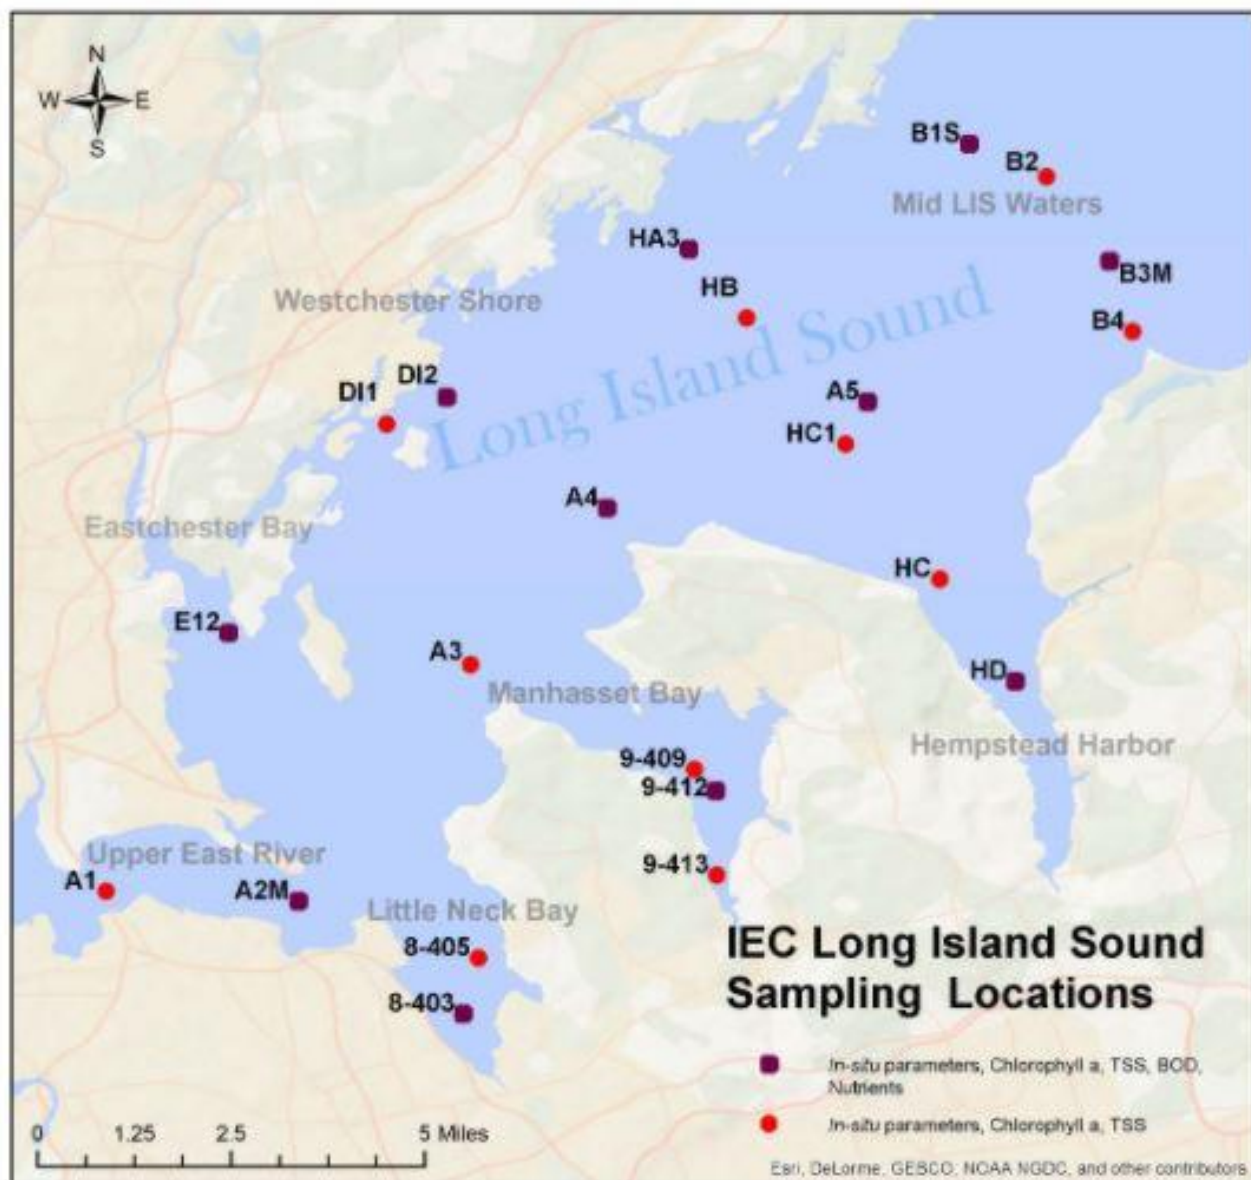 N
W E
S
B1S
B2
Mid LIS Waters
HA3
B3M
HB
Westchester Shore
B4
Long Island Sound
DI2
DI1
A5
HC1
A4
Eastchester Bay
HC
E12
A3
HD
Manhasset Bay
Hempstead Harbor
9-409
9-412
Upper East River
9-413
A1
A2M
Little Neck Bay
8-405
8-403
IEC Long Island Sound
Sampling Locations
In-situ parameters, Chlorophyll a, TSS, BOD,
Nutrients
In-situ parameters, Chlorophyll a, TSS
0 1.25 2.5 5 Miles
Esri, DeLorme, GEBCO, NOAA NGDC, and other contributors